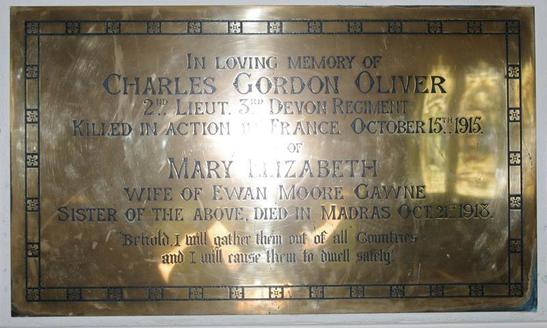 In loving memory of
Charles Gordon Oliver
2nd Lieut. 3rd Devon Regiment
Killed in action in France October 15th. 1915.
of
Mary Elizabeth
wife of Ewan Moore Gawne
Sister of the above, died in Madras Oct. 21st 1913.
"Behold, I will gather them out of all Countries
and I will cause them to dwell safely."